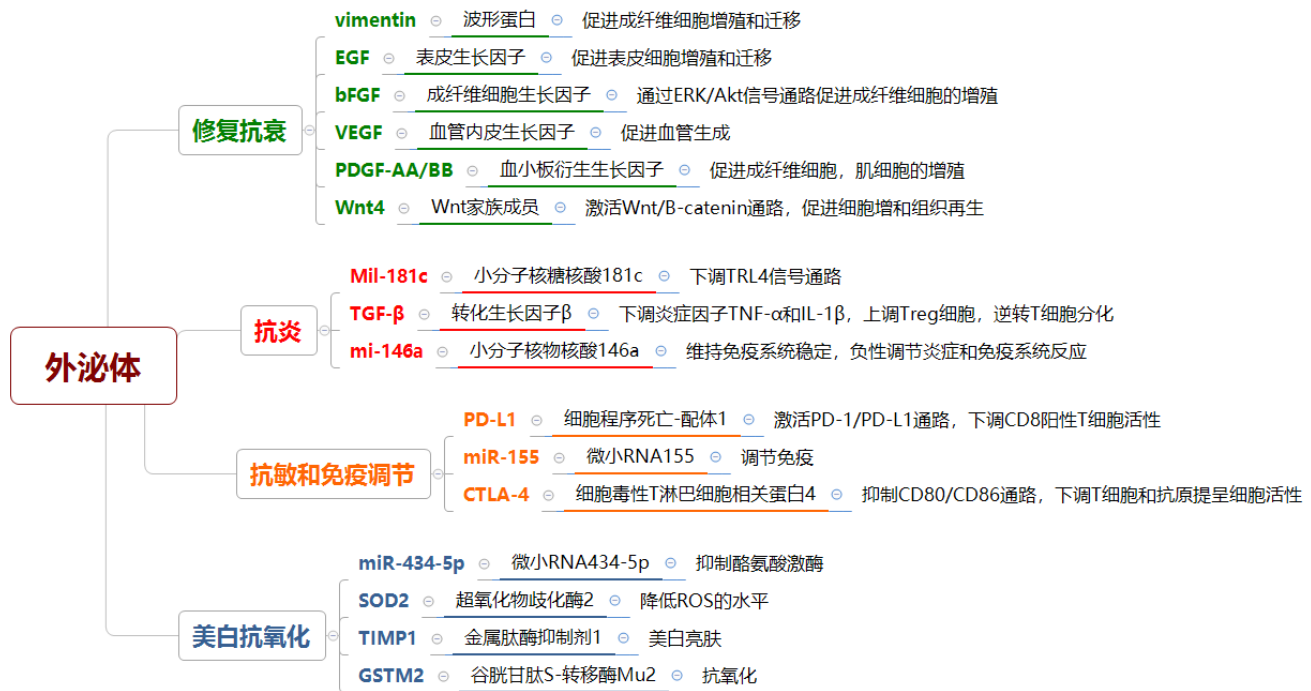 外泌体
修复抗衰
vimentin 波形蛋白 促进成纤维细胞增殖和迁移
EGF 表皮生长因子 促进表皮细胞增殖和迁移
bFGF 成纤维细胞生长因子 通过ERK/Akt信号通路促进成纤维细胞的增殖
VEGF 血管内皮生长因子 促进血管生成
PDGF-AA/BB 血小板衍生生长因子 促进成纤维细胞，肌细胞的增殖
Wnt4 Wnt家族成员 激活Wnt/B-catenin通路，促进细胞增和组织再生
抗炎
Mil-181c 小分子核糖核酸181c 下调TRL4信号通路
TGF-β 转化生长因子β 下调炎症因子TNF-α和IL-1β，上调Treg细胞，逆转T细胞分化
mi-146a 小分子核物核酸146a 维持免疫系统稳定，负性调节炎症和免疫系统反应
抗敏和免疫调节
PD-L1 细胞程序死亡-配体1 激活PD-1/PD-L1通路，下调CD8阳性T细胞活性
miR-155 微小RNA155 调节免疫
CTLA-4 细胞毒性T淋巴细胞相关蛋白4 抑制CD80/CD86通路，下调T细胞和抗原提呈细胞活性
美白抗氧化
miR-434-5p 微小RNA434-5p 抑制酪氨酸激酶
SOD2 超氧化物歧化酶2 降低ROS的水平
TIMP1 金属肽酶抑制剂1 美白亮肤
GSTM2 谷胱甘肽S-转移酶Mu2 抗氧化